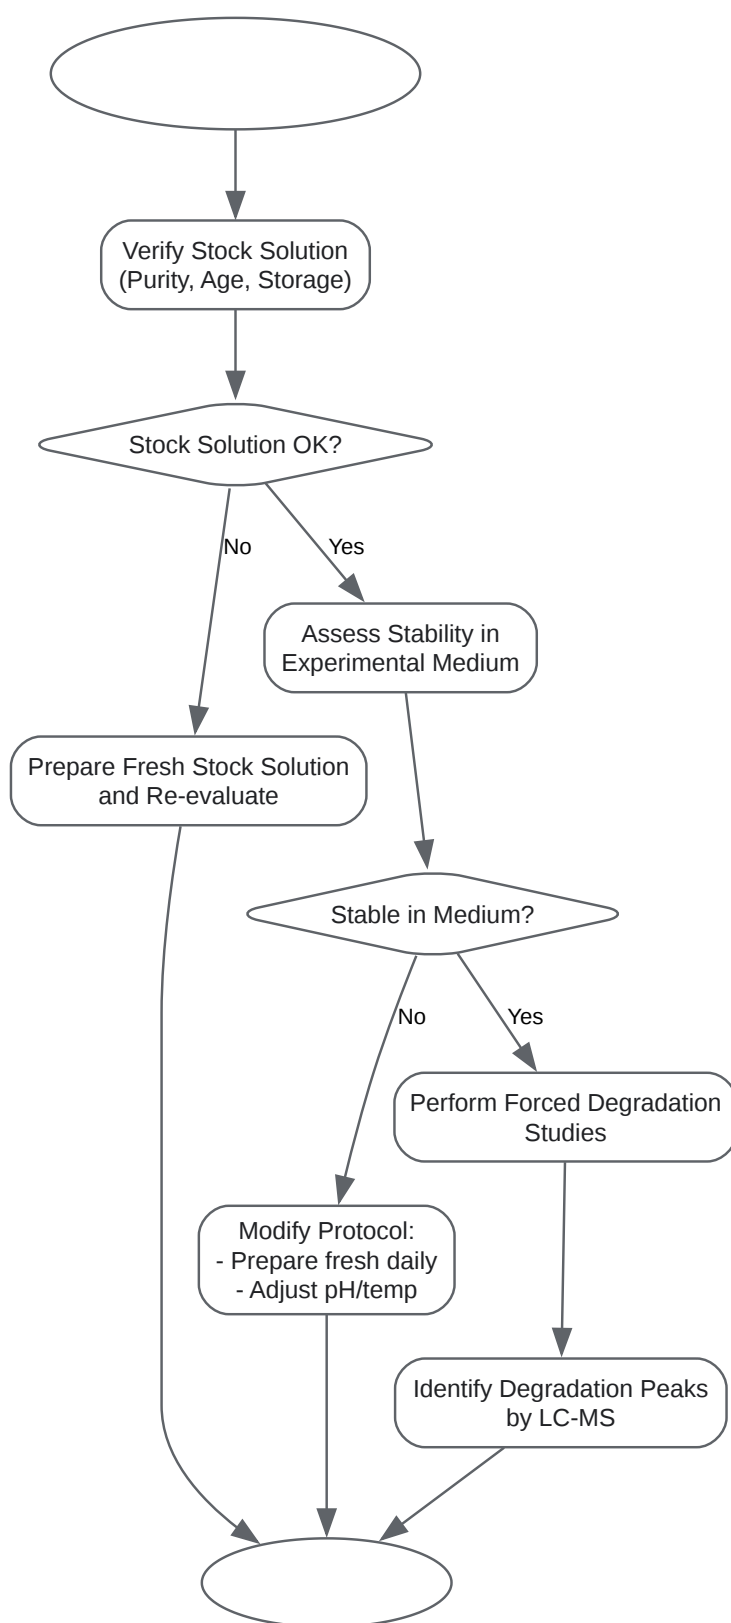 Verify Stock Solution
(Purity, Age, Storage)
Stock Solution OK?
No
Yes
Assess Stability in
Experimental Medium
Prepare Fresh Stock Solution
and Re-evaluate
Stable in Medium?
No
Yes
Perform Forced Degradation
Studies
Modify Protocol:
- Prepare fresh daily
- Adjust pH/temp
Identify Degradation Peaks
by LC-MS